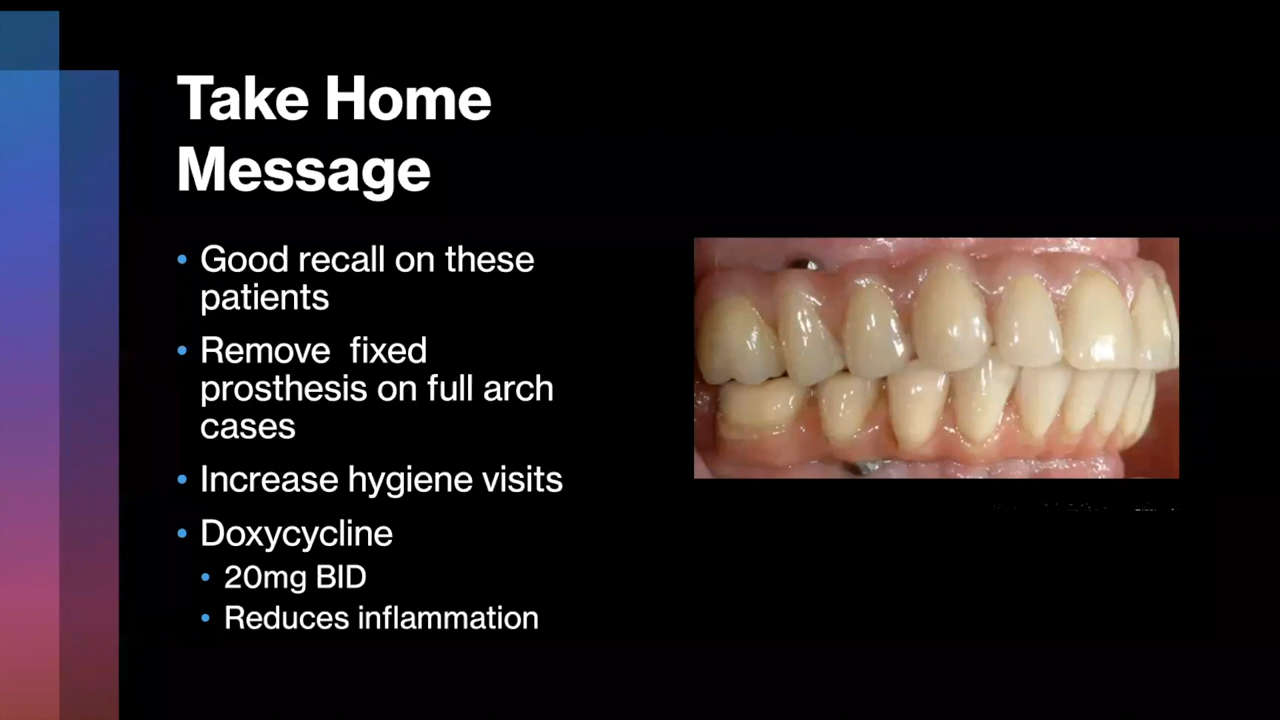 Take Home
Message
• Good recall on these
patients
• Remove  fixed
prosthesis on full arch
cases
• Increase hygiene visits
• Doxycycline
• 20mg BID
• Reduces inflammation